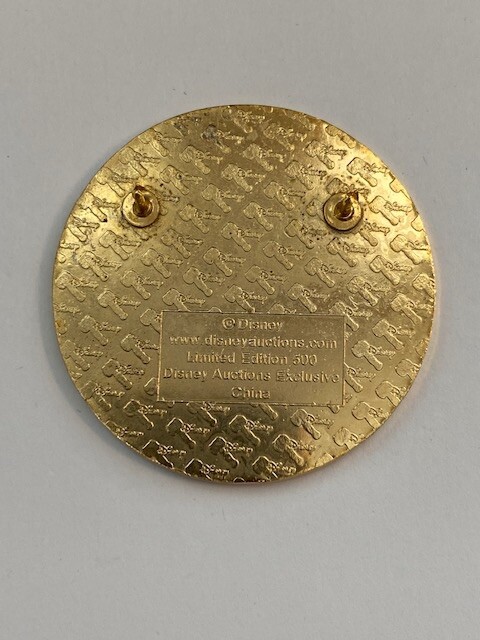 © Disney
www.disneyauctions.com
Limited Edition 500
Disney Auctions Exclusive
China